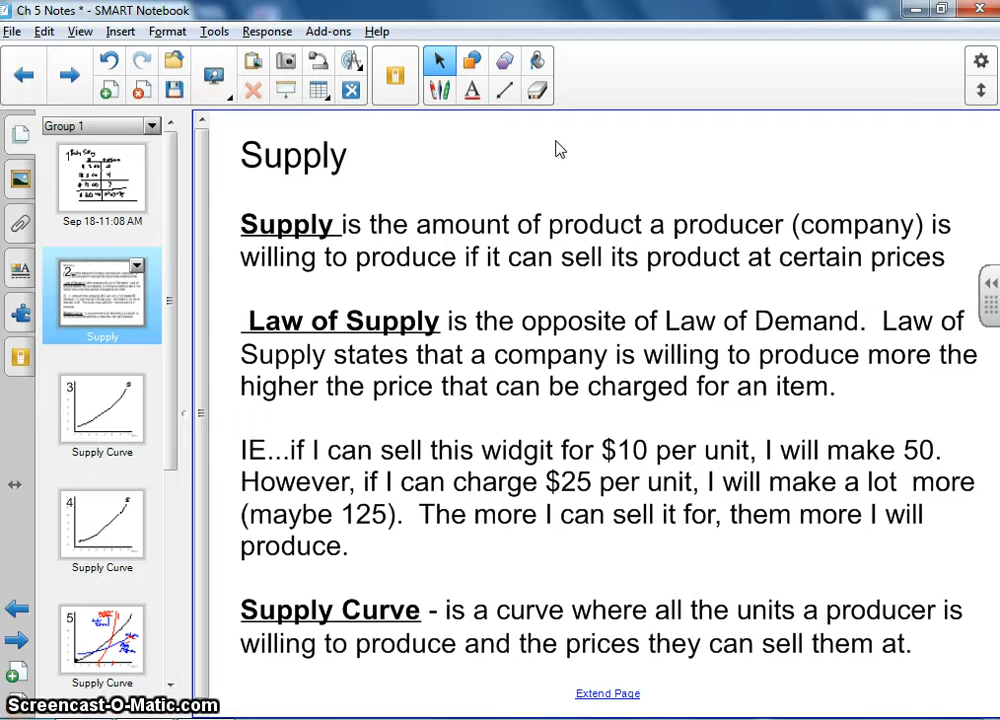 Ch 5 Notes * - SMART Notebook
File Edit View Insert Format Tools Response Add-ons Help
Group 1
Sep 18-11:08 AM
2
Supply
3
S
Supply Curve
4
S
Supply Curve
5
Supply Curve
Supply
Supply is the amount of product a producer (company) is
willing to produce if it can sell its product at certain prices
Law of Supply is the opposite of Law of Demand. Law of
Supply states that a company is willing to produce more the
higher the price that can be charged for an item.
IE...if I can sell this widgit for $10 per unit, I will make 50.
However, if I can charge $25 per unit, I will make a lot more
(maybe 125). The more I can sell it for, them more I will
produce.
Supply Curve - is a curve where all the units a producer is
willing to produce and the prices they can sell them at.
Extend Page
Screencast-O-Matic.com